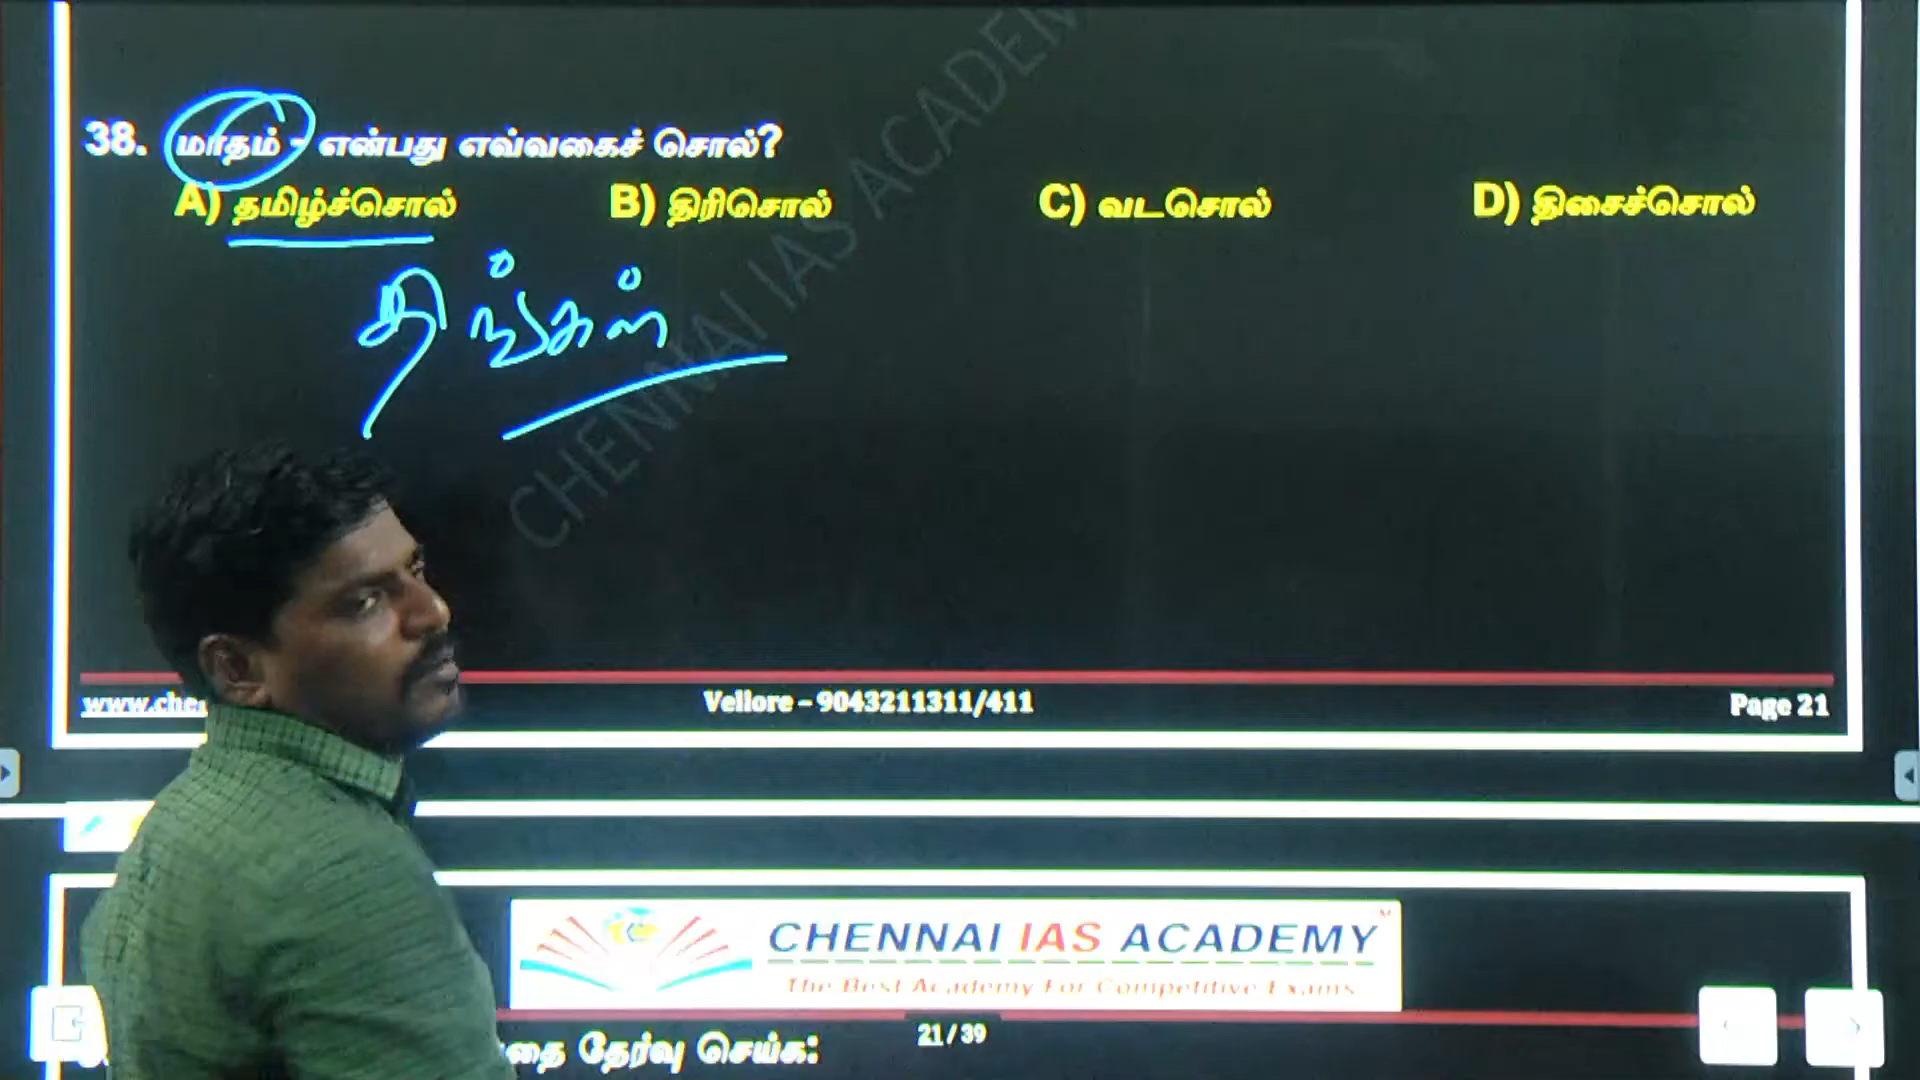 38. மாதம் - என்பது எவ்வகைச் சொல்?
A) தமிழ்ச்சொல் B) திரிசொல் C) வடசொல் D) திசைச்சொல்
திங்கள்
CHENNAI IAS ACADEM
Vellore – 9043211311/411 Page 21
CHENNAI IAS ACADEMY
The Best Academy For Competitive Exams
தேர்வு செய்க:
21 / 39